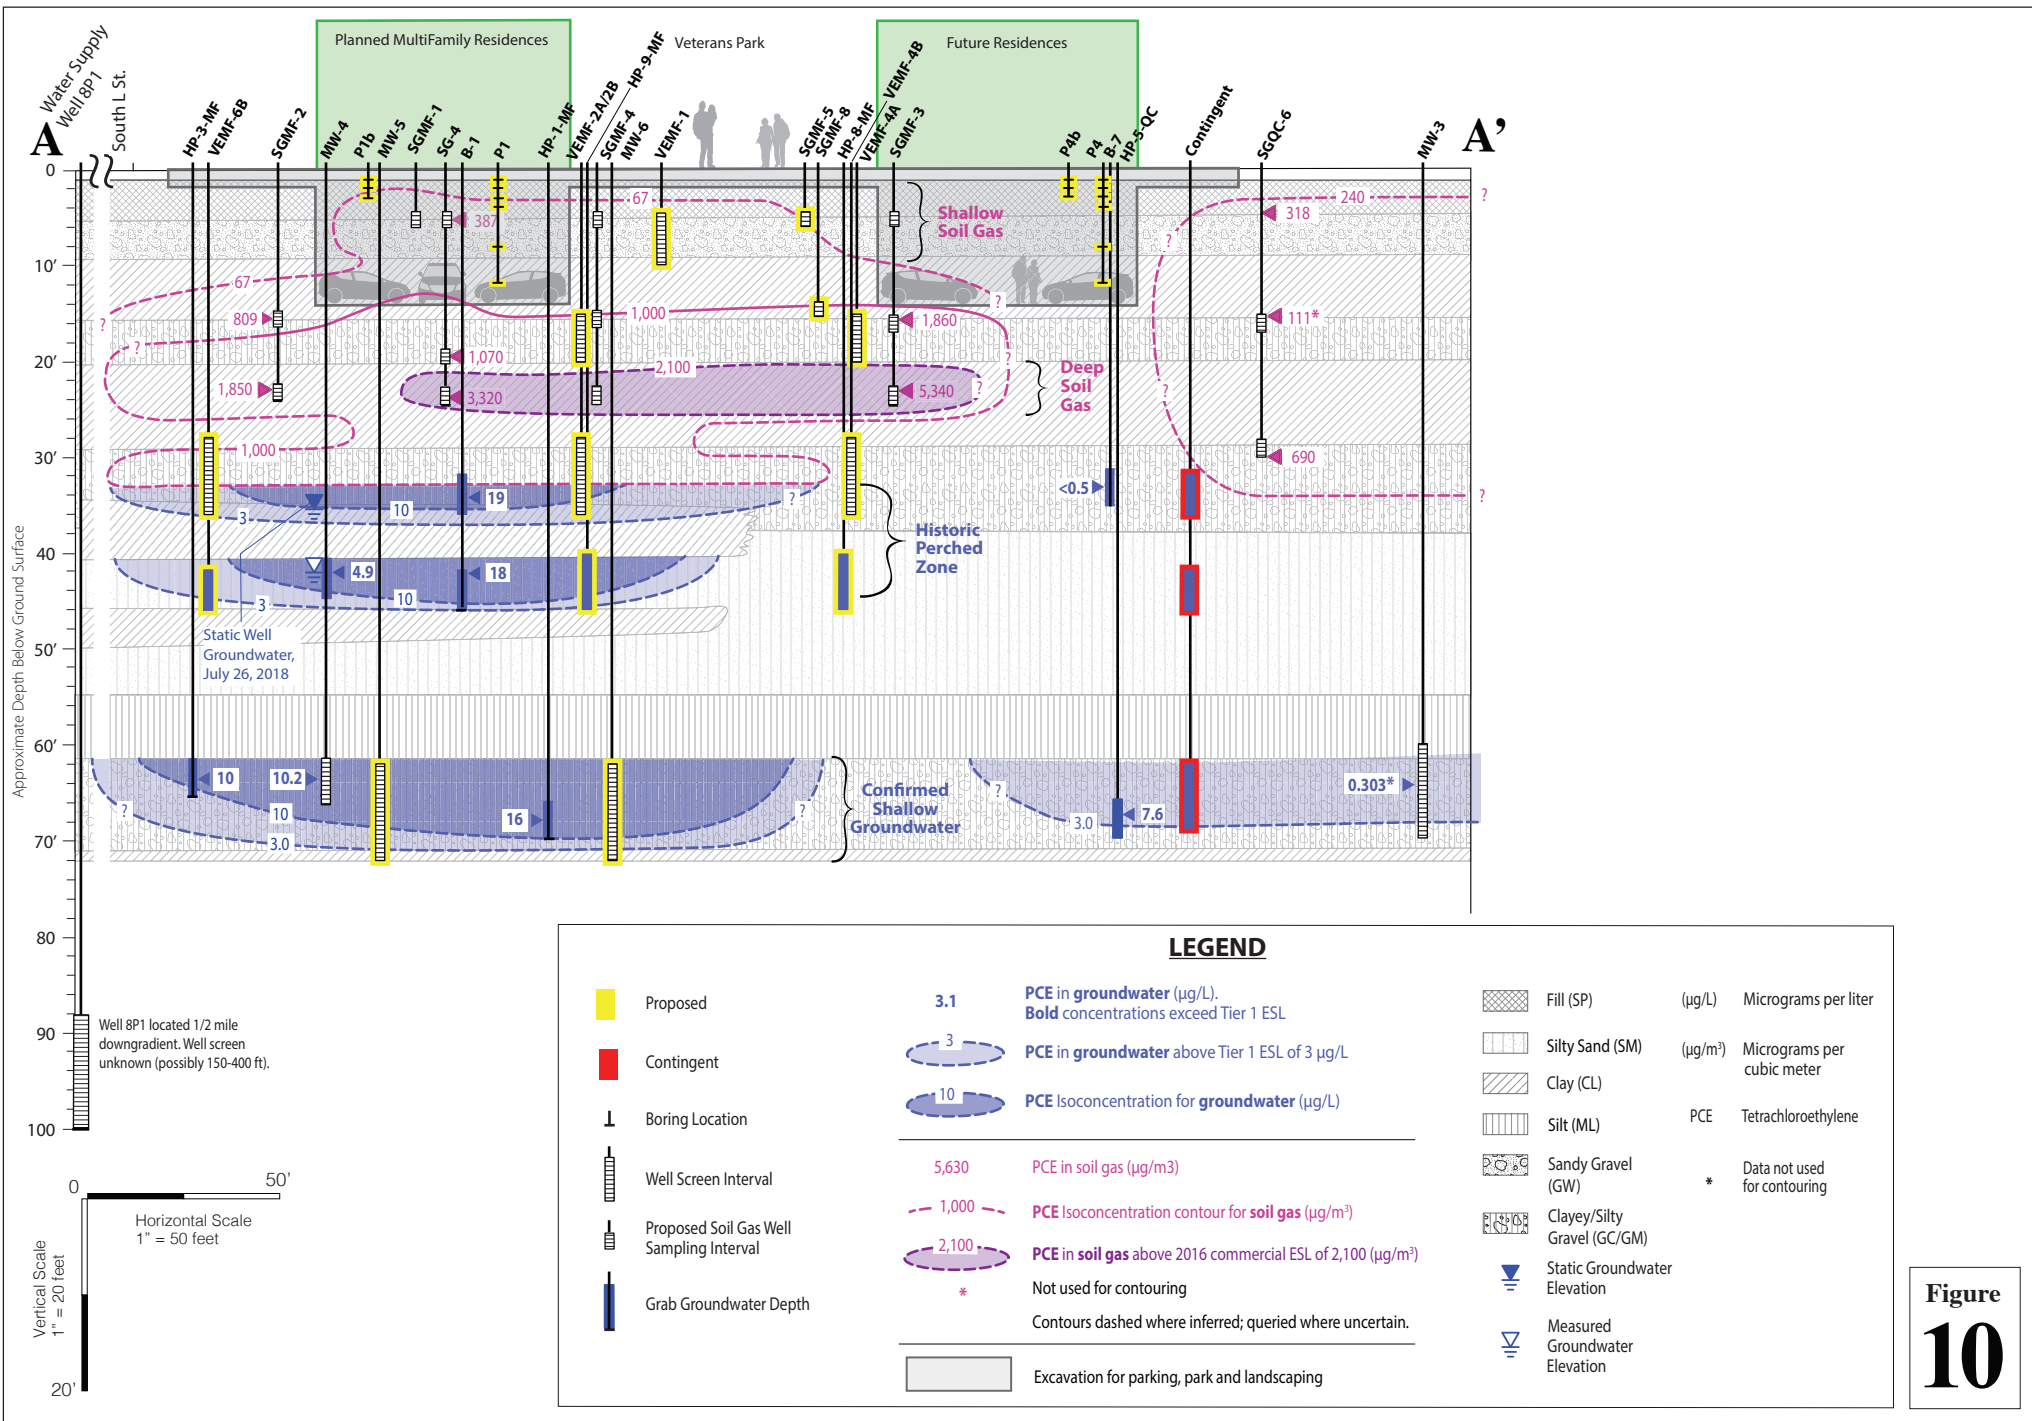 Planned MultiFamily Residences
Veterans Park
Future Residences
Water Supply
Well 8P1
South L St.
HP-3-MF
VEMF-6B
SGMF-2
MW-4
P1b
MW-5
SGMF-1
SG-4
B-1
P1
HP-1-MF
VEMF-2A/2B
HP-9-MF
SGMF-4
MW-6
VEMF-1
SGMF-5
SGMF-8
HP-8-MF
VEMF-4A
VEMF-4B
SGMF-3
P4b
P4
B-7
HP-5-QC
Contingent
SGQC-6
MW-3
A
A'
Approximate Depth Below Ground Surface
0
10'
20'
30'
40
50'
60'
70'
80
90
100
67
240
?
387
Shallow
Soil Gas
318
?
67
?
?
809
1,000
1,860
111*
?
1,070
?
2,100
Deep
Soil
Gas
1,850
3,320
5,340
?
?
1,000
690
19
?
<0.5
?
10
3
Historic
Perched
Zone
4.9
18
10
3
Static Well
Groundwater,
July 26, 2018
10
10.2
?
0.303*
Confirmed
Shallow
Groundwater
?
10
16
?
7.6
3.0
3.0
Well 8P1 located 1/2 mile
downgradient. Well screen
unknown (possibly 150-400 ft).
0
50'
Horizontal Scale
1" = 50 feet
Vertical Scale
1" = 20 feet
20'
LEGEND
Proposed
Contingent
Boring Location
Well Screen Interval
Proposed Soil Gas Well
Sampling Interval
Grab Groundwater Depth
3.1
PCE in groundwater (µg/L).
Bold concentrations exceed Tier 1 ESL
3
PCE in groundwater above Tier 1 ESL of 3 µg/L
10
PCE Isoconcentration for groundwater (µg/L)
5,630
PCE in soil gas (µg/m3)
1,000
PCE Isoconcentration contour for soil gas (µg/m³)
2,100
PCE in soil gas above 2016 commercial ESL of 2,100 (µg/m³)
*
Not used for contouring
Contours dashed where inferred; queried where uncertain.
Excavation for parking, park and landscaping
Fill (SP)
Silty Sand (SM)
Clay (CL)
Silt (ML)
Sandy Gravel
(GW)
Clayey/Silty
Gravel (GC/GM)
Static Groundwater
Elevation
Measured
Groundwater
Elevation
(µg/L)
Micrograms per liter
(µg/m³)
Micrograms per
cubic meter
PCE
Tetrachloroethylene
*
Data not used
for contouring
Figure
10